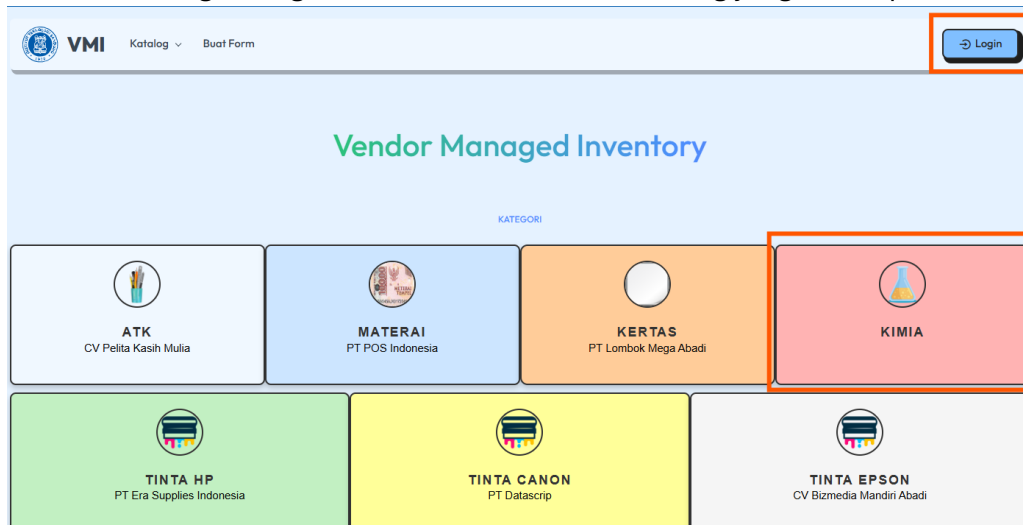 VMI
Katalog
Buat Form
Login
Vendor Managed Inventory
KATEGORI
ATK
CV Pelita Kasih Mulia
MATERAI
PT POS Indonesia
KERTAS
PT Lombok Mega Abadi
KIMIA
TINTA HP
PT Era Supplies Indonesia
TINTA CANON
PT Datascrip
TINTA EPSON
CV Bizmedia Mandiri Abadi